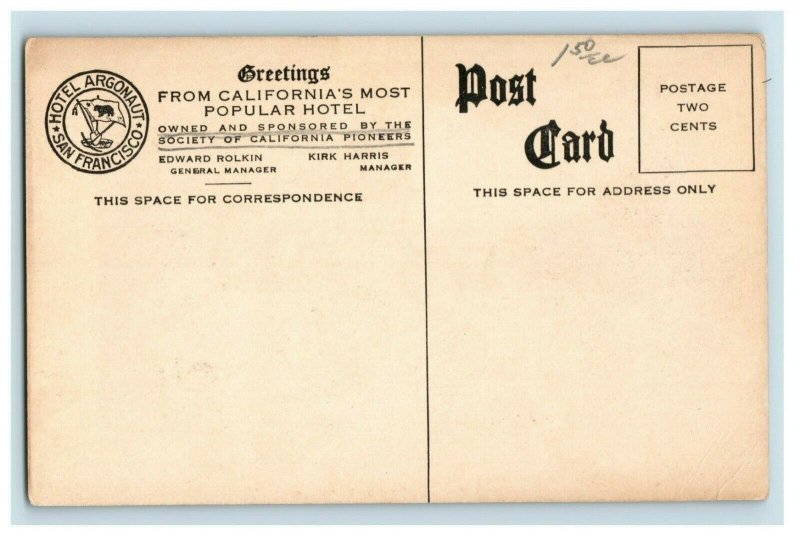 HOTEL ARGONAUT
★ SAN FRANCISCO ★
Greetings
FROM CALIFORNIA'S MOST
POPULAR HOTEL
OWNED AND SPONSORED BY THE
SOCIETY OF CALIFORNIA PIONEERS
EDWARD ROLKIN KIRK HARRIS
GENERAL MANAGER MANAGER
THIS SPACE FOR CORRESPONDENCE
Post
Card
150
POSTAGE
TWO
CENTS
THIS SPACE FOR ADDRESS ONLY